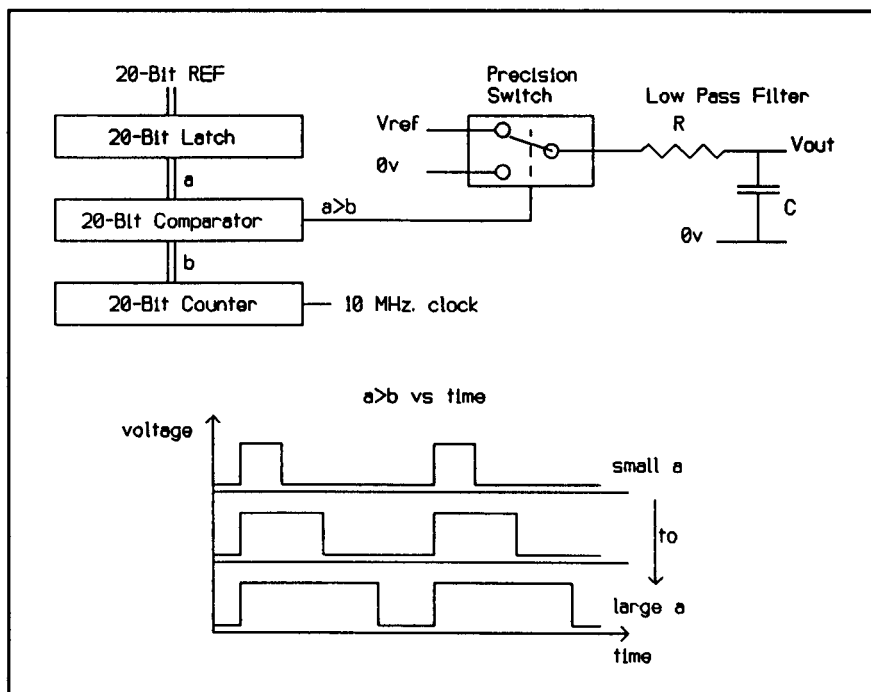 20-Bit REF
20-Bit Latch
a
20-Bit Comparator
a>b
b
20-Bit Counter
10 MHz. clock
Precision
Switch
Vref
0v
Low Pass Filter
R
Vout
C
0v
a>b vs time
voltage
small a
to
large a
time